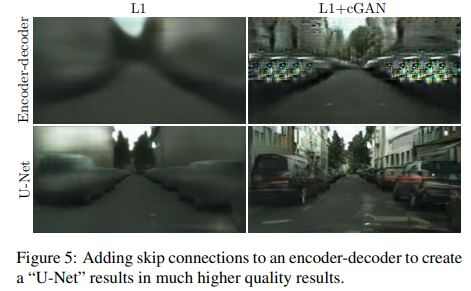 L1
L1+cGAN
Encoder-decoder
U-Net
Figure 5: Adding skip connections to an encoder-decoder to create
a “U-Net” results in much higher quality results.